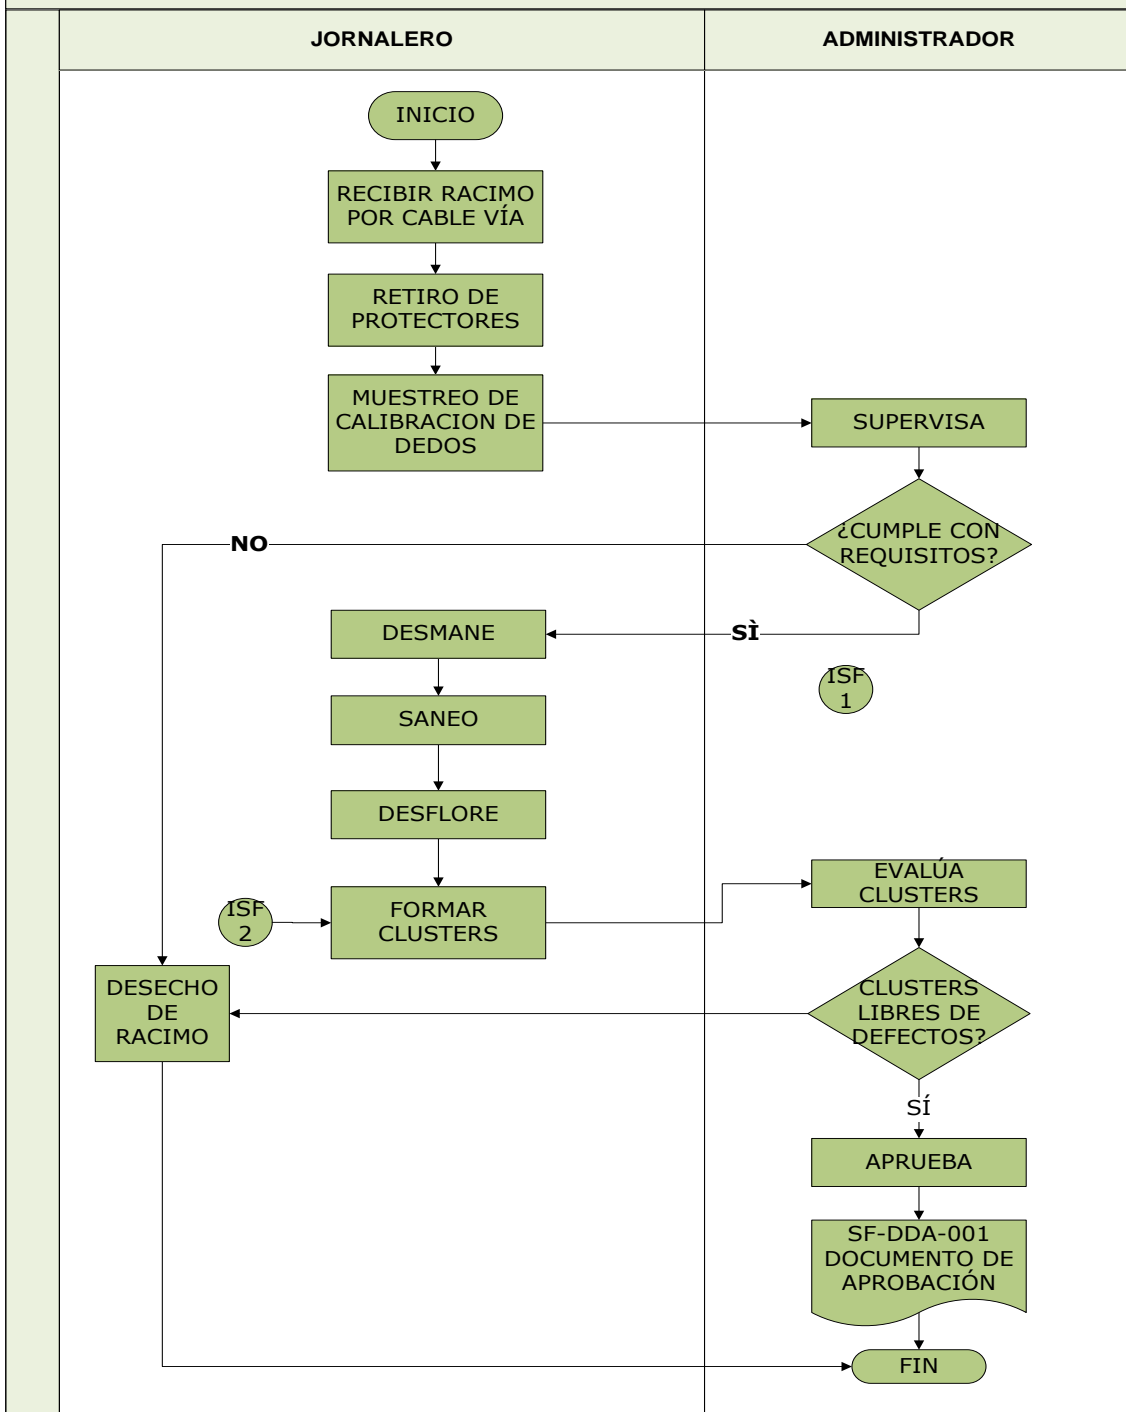 JORNALERO
ADMINISTRADOR
INICIO
RECIBIR RACIMO
POR CABLE VÍA
RETIRO DE
PROTECTORES
MUESTREO DE
CALIBRACION DE
DEDOS
SUPERVISA
¿CUMPLE CON
REQUISITOS?
NO
SÌ
DESMANE
ISF
1
SANEO
DESFLORE
EVALÚA
CLUSTERS
ISF
2
FORMAR
CLUSTERS
DESECHO
DE
RACIMO
CLUSTERS
LIBRES DE
DEFECTOS?
SÍ
APRUEBA
SF-DDA-001
DOCUMENTO DE
APROBACIÓN
FIN